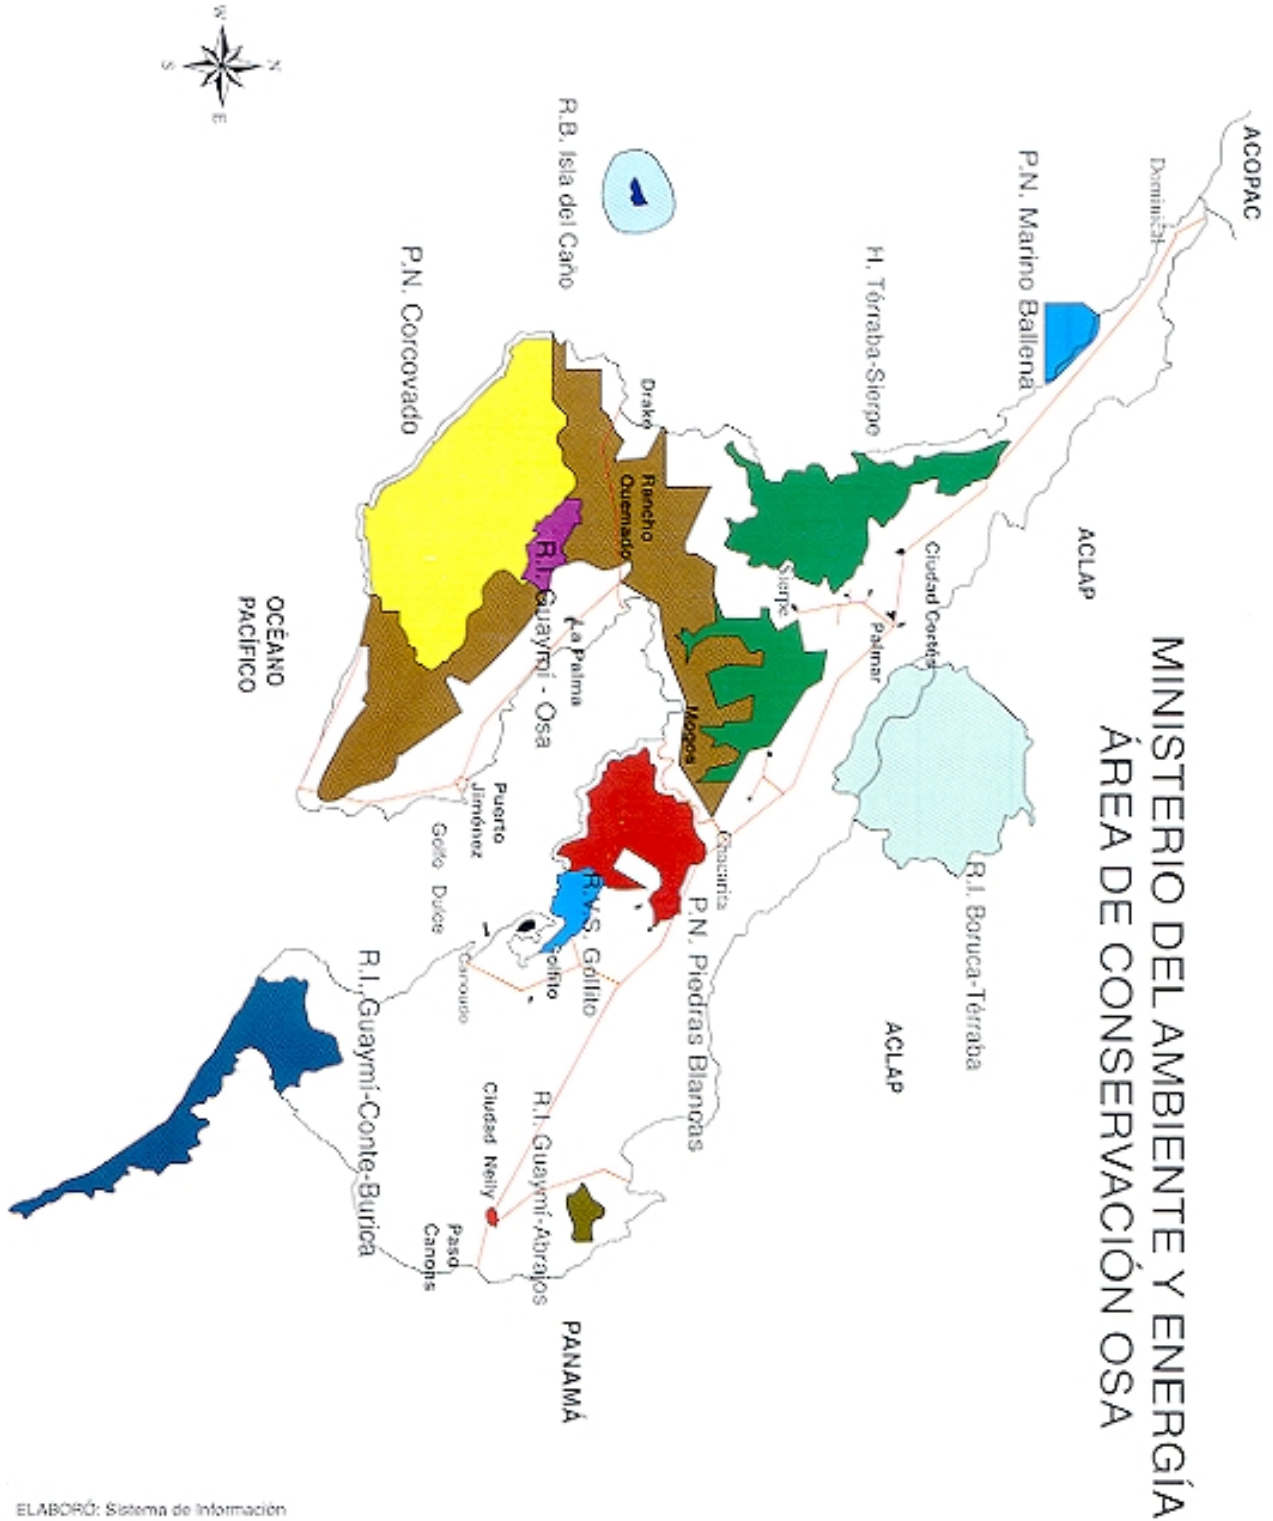 MINISTERIO DEL AMBIENTE Y ENERGÍA
ÁREA DE CONSERVACIÓN OSA
ACOPAC
Dominical
P.N. Marino Ballena
ACLAP
H. Térraba-Sierpe
Ciudad Cortés
Palmar
Sierpe
R.I. Boruca-Térraba
ACLAP
R.B. Isla del Caño
Drake
Rancho
Quemado
Mogos
Chacarita
P.N. Piedras Blancas
P.N. Corcovado
R.I. Guaymí - Osa
La Palma
Puerto
Jiménez
Golfo Dulce
R.V.S. Golfito
Golfito
R.I. Guaymí-Conte-Burica
R.I. Guaymí-Abrajos
Ciudad Neily
Paso
Canoas
PANAMÁ
OCÉANO
PACÍFICO
N
S
E
W
ELABORÓ: Sistema de Información